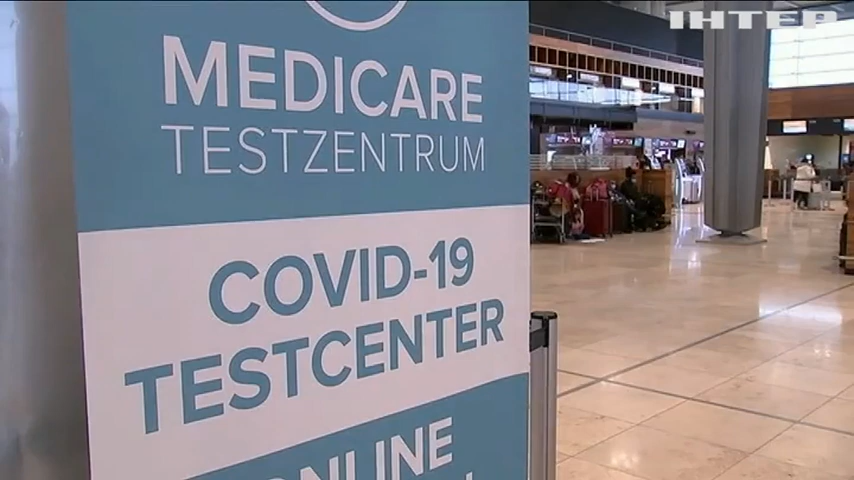 ІНТЕР
MEDICARE
TESTZENTRUM
COVID-19
TESTCENTER
ONLINE